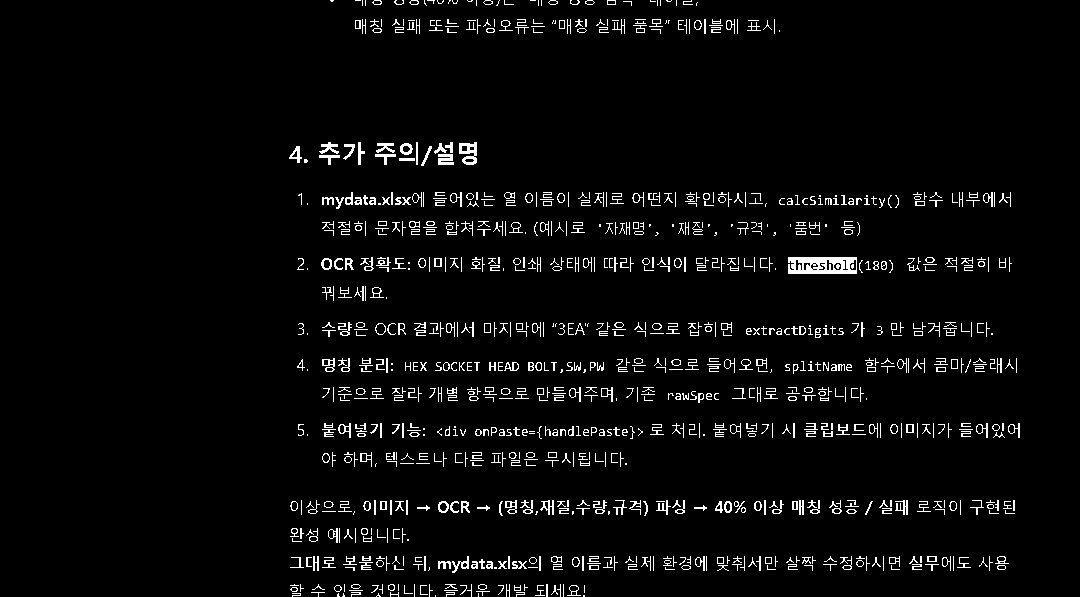 매칭 실패 또는 파싱오류는 “매칭 실패 품목” 테이블에 표시.
4. 추가 주의/설명
1. mydata.xlsx에 들어있는 열 이름이 실제로 어떤지 확인하시고, calcSimilarity() 함수 내부에서
적절히 문자열을 합쳐주세요. (예시로 '자재명', '재질', '규격', '품번' 등)
2. OCR 정확도: 이미지 화질, 인쇄 상태에 따라 인식이 달라집니다. threshold(180) 값은 적절히 바
꿔보세요.
3. 수량은 OCR 결과에서 마지막에 “3EA” 같은 식으로 잡히면 extractDigits 가 3 만 남겨줍니다.
4. 명칭 분리: HEX SOCKET HEAD BOLT,SW,PW 같은 식으로 들어오면, splitName 함수에서 콤마/슬래시
기준으로 잘라 개별 항목으로 만들어주며, 기존 rawSpec 그대로 공유합니다.
5. 붙여넣기 기능: <div onPaste={handlePaste}> 로 처리. 붙여넣기 시 클립보드에 이미지가 들어있어
야 하며, 텍스트나 다른 파일은 무시됩니다.
이상으로, 이미지 → OCR → (명칭,재질,수량,규격) 파싱 → 40% 이상 매칭 성공 / 실패 로직이 구현된
완성 예시입니다.
그대로 복붙하신 뒤, mydata.xlsx의 열 이름과 실제 환경에 맞춰서만 살짝 수정하시면 실무에도 사용
할 수 있을 것입니다. 즐거운 개발 되세요!